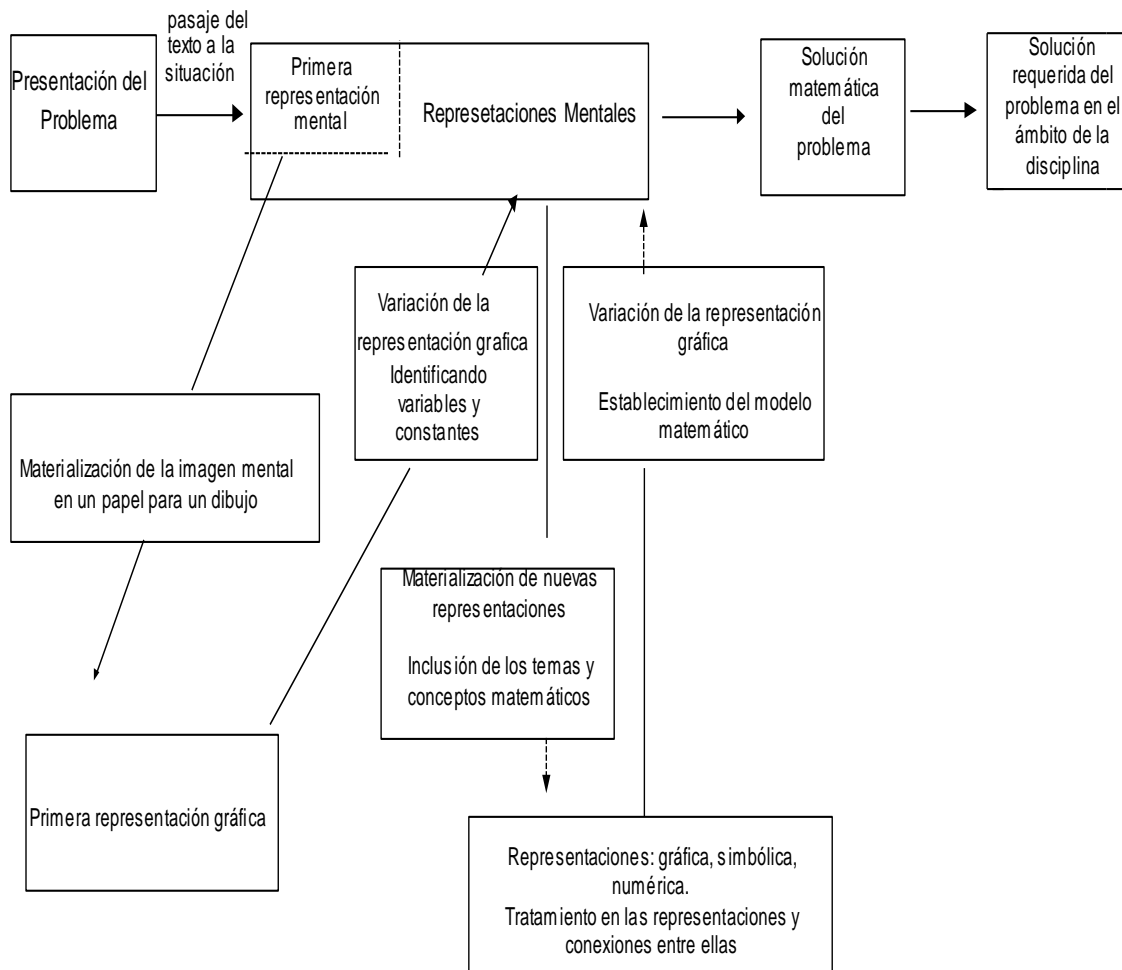 pasaje del
texto a la
situación
Presentación del
Problema
Primera
representación
mental
Represetaciones Mentales
Solución
matemática
del
problema
Solución
requerida del
problema en el
ámbito de la
disciplina
Variación de la
representación grafica
Identificando
variables y
constantes
Variación de la representación
gráfica
Establecimiento del modelo
matemático
Materialización de la imagen mental
en un papel para un dibujo
Materialización de nuevas
representaciones
Inclusión de los temas y
conceptos matemáticos
Primera representación gráfica
Representaciones: gráfica, simbólica,
numérica.
Tratamiento en las representaciones y
conexiones entre ellas